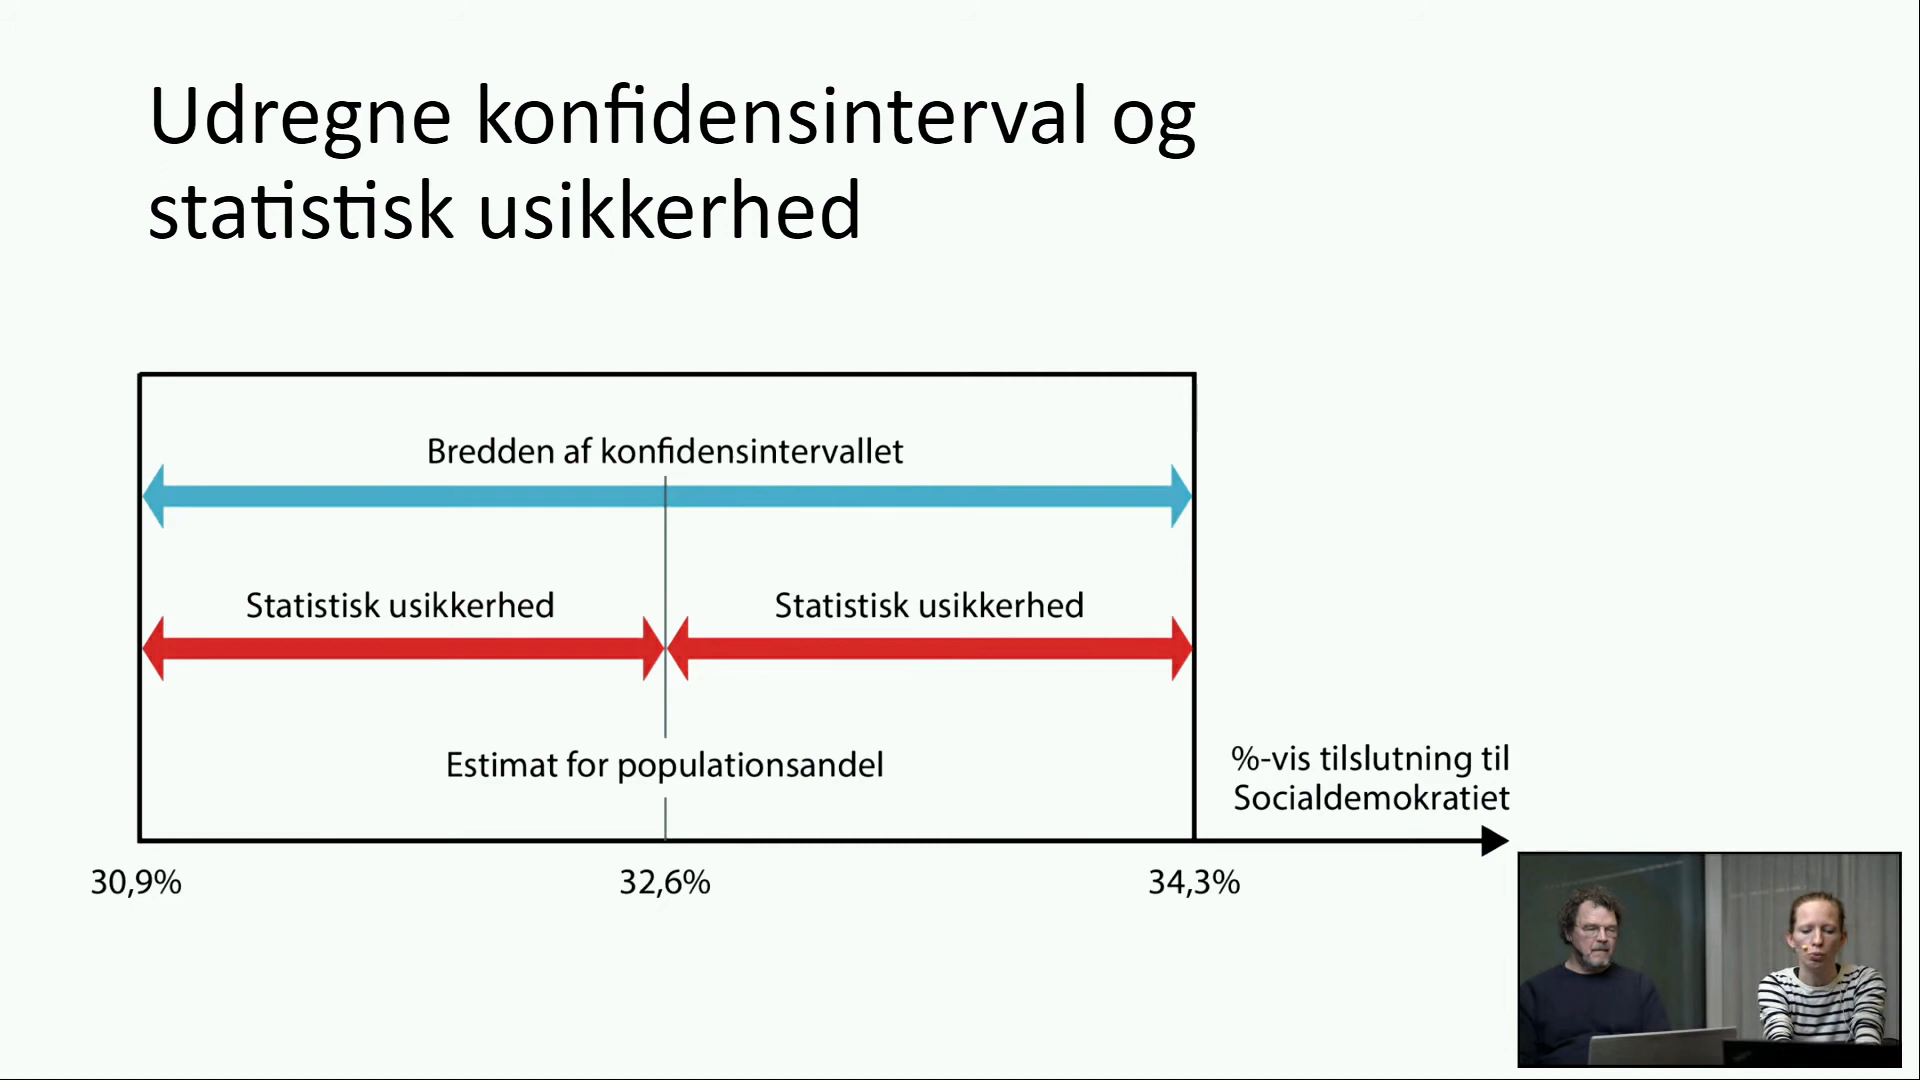 Udregne konfidensinterval og
statistisk usikkerhed
Bredden af konfidensintervallet
Statistisk usikkerhed
Statistisk usikkerhed
Estimat for populationsandel
%-vis tilslutning til
Socialdemokratiet
30,9%
32,6%
34,3%